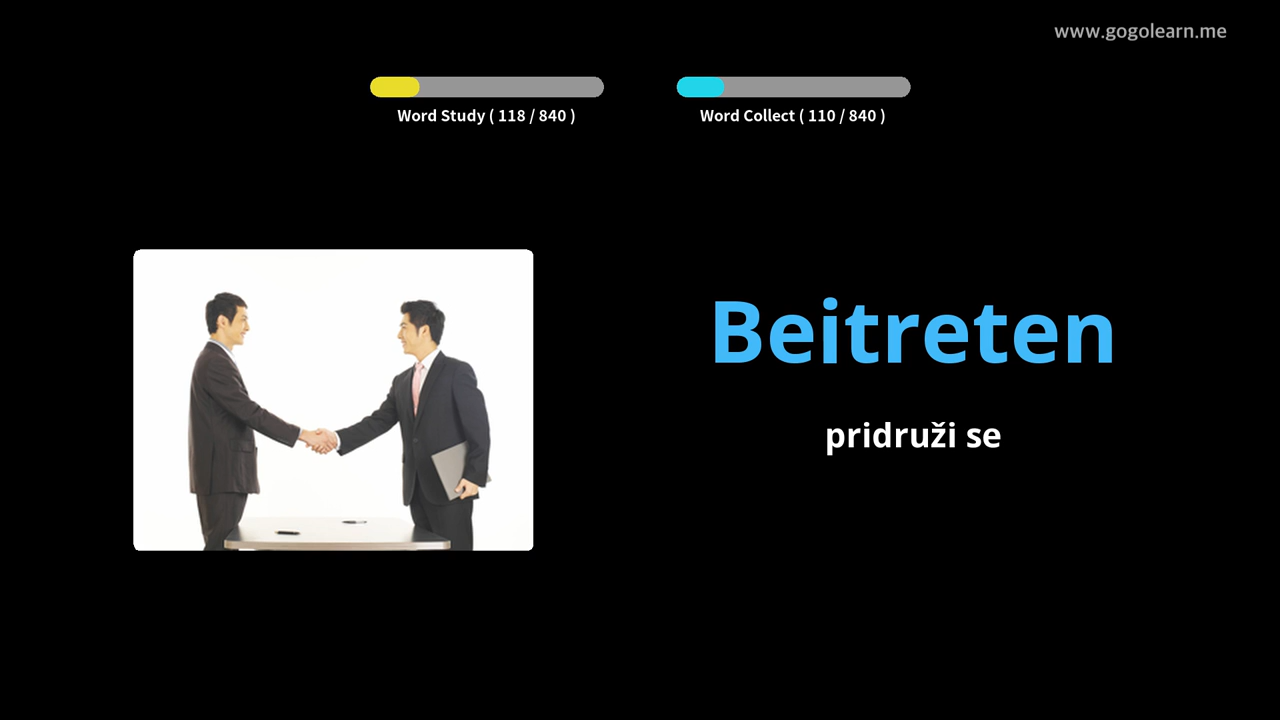 www.gogolearn.me
Word Study ( 118 / 840 )
Word Collect ( 110 / 840 )
Beitreten
pridruži se